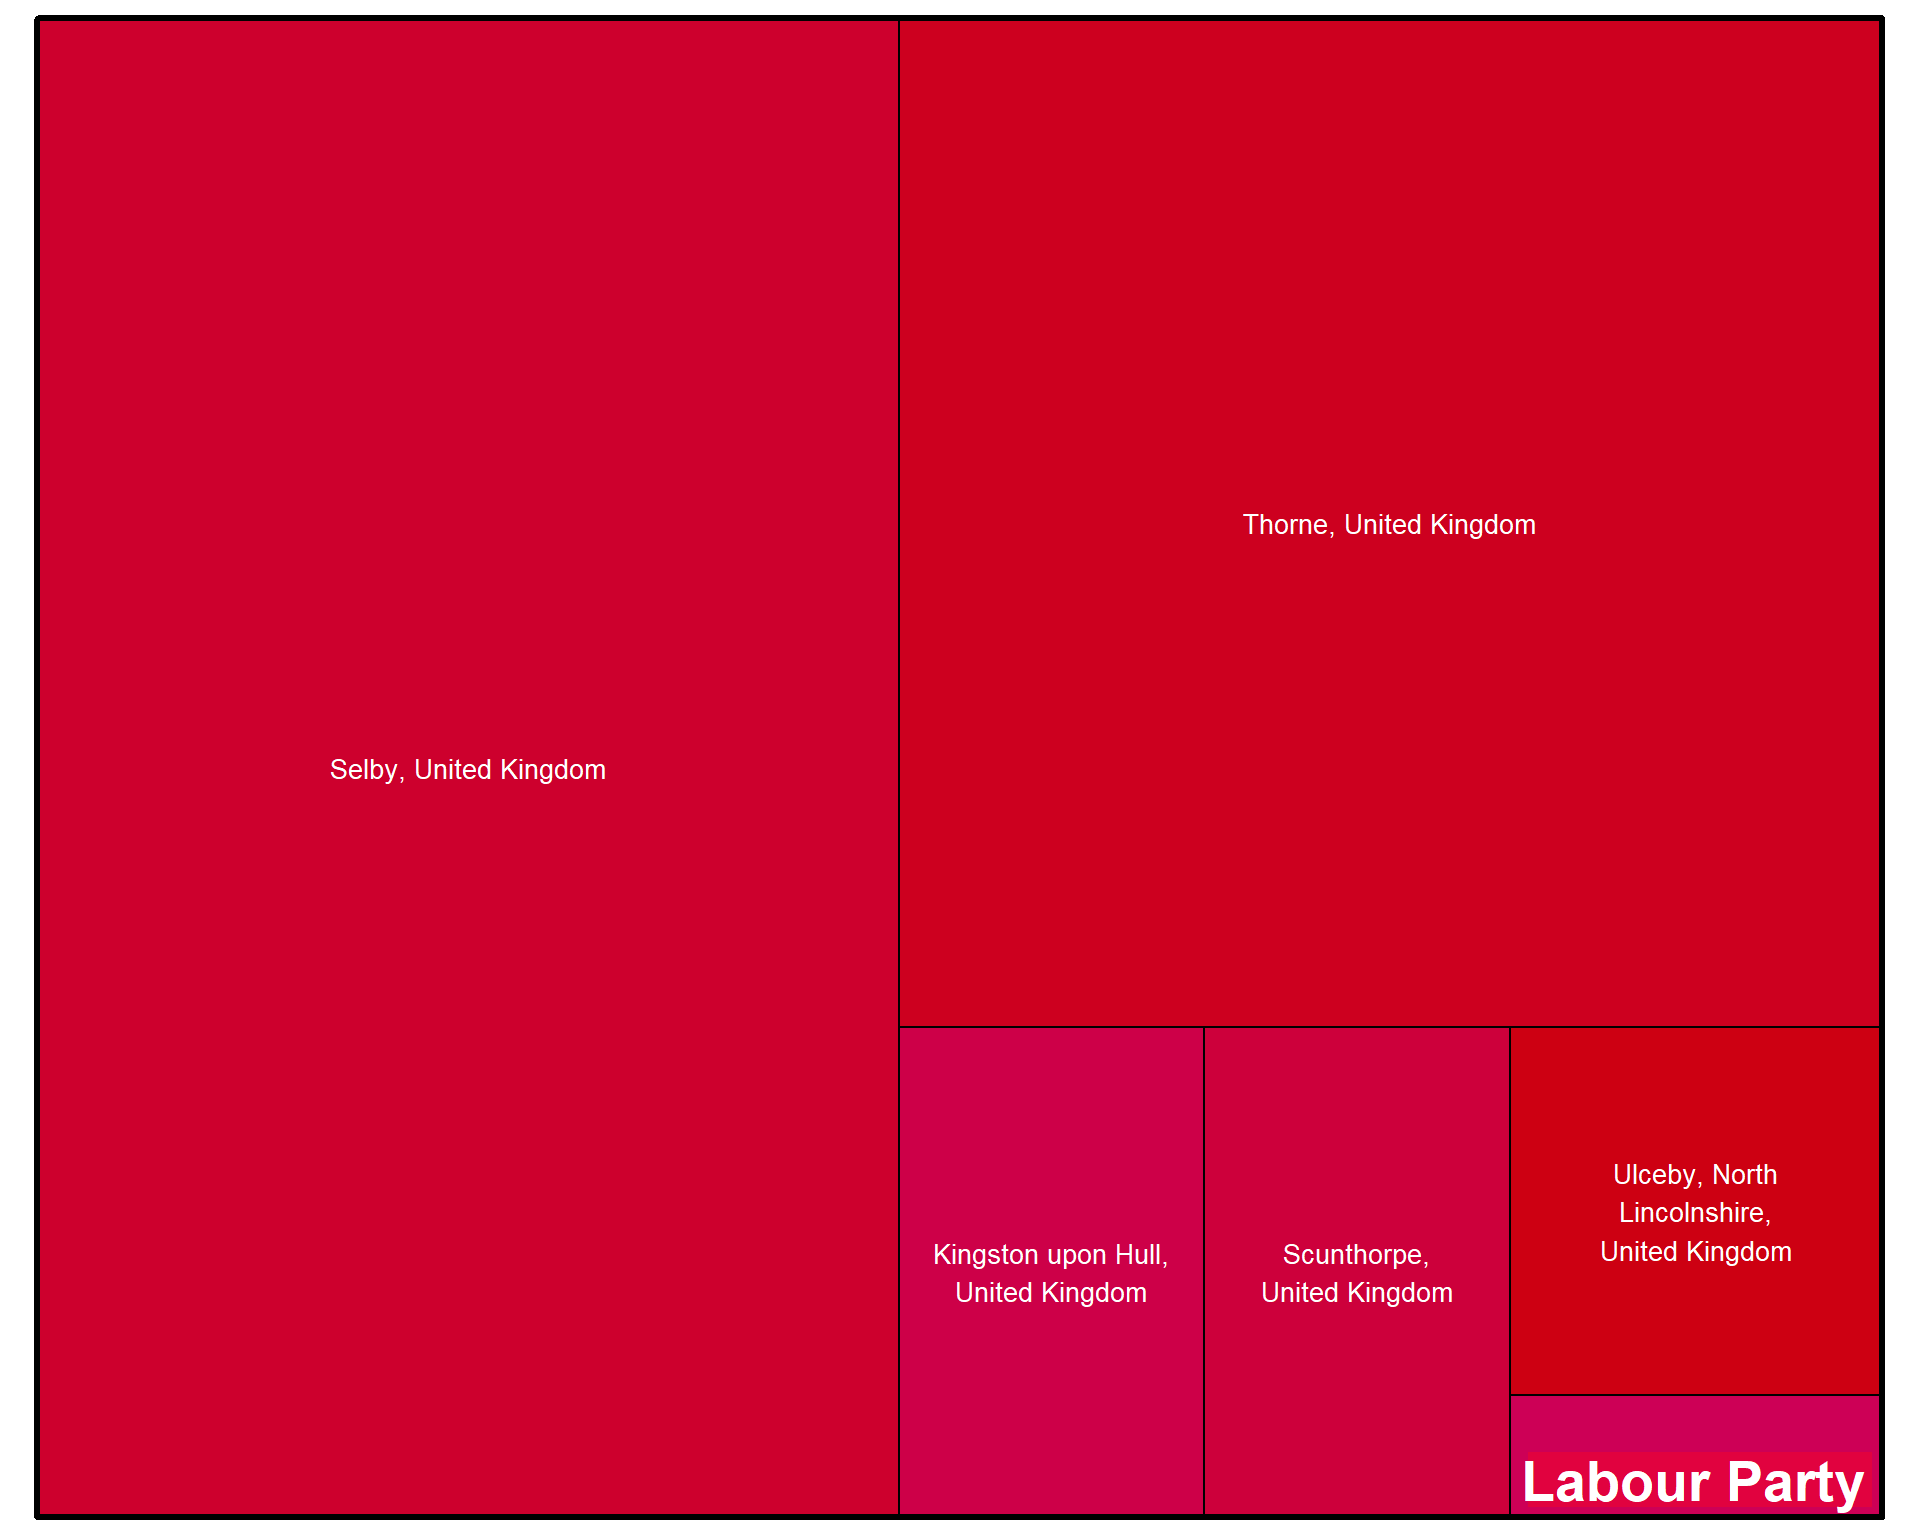 Selby, United Kingdom
Thorne, United Kingdom
Kingston upon Hull,
United Kingdom
Scunthorpe,
United Kingdom
Ulceby, North
Lincolnshire,
United Kingdom
Labour Party